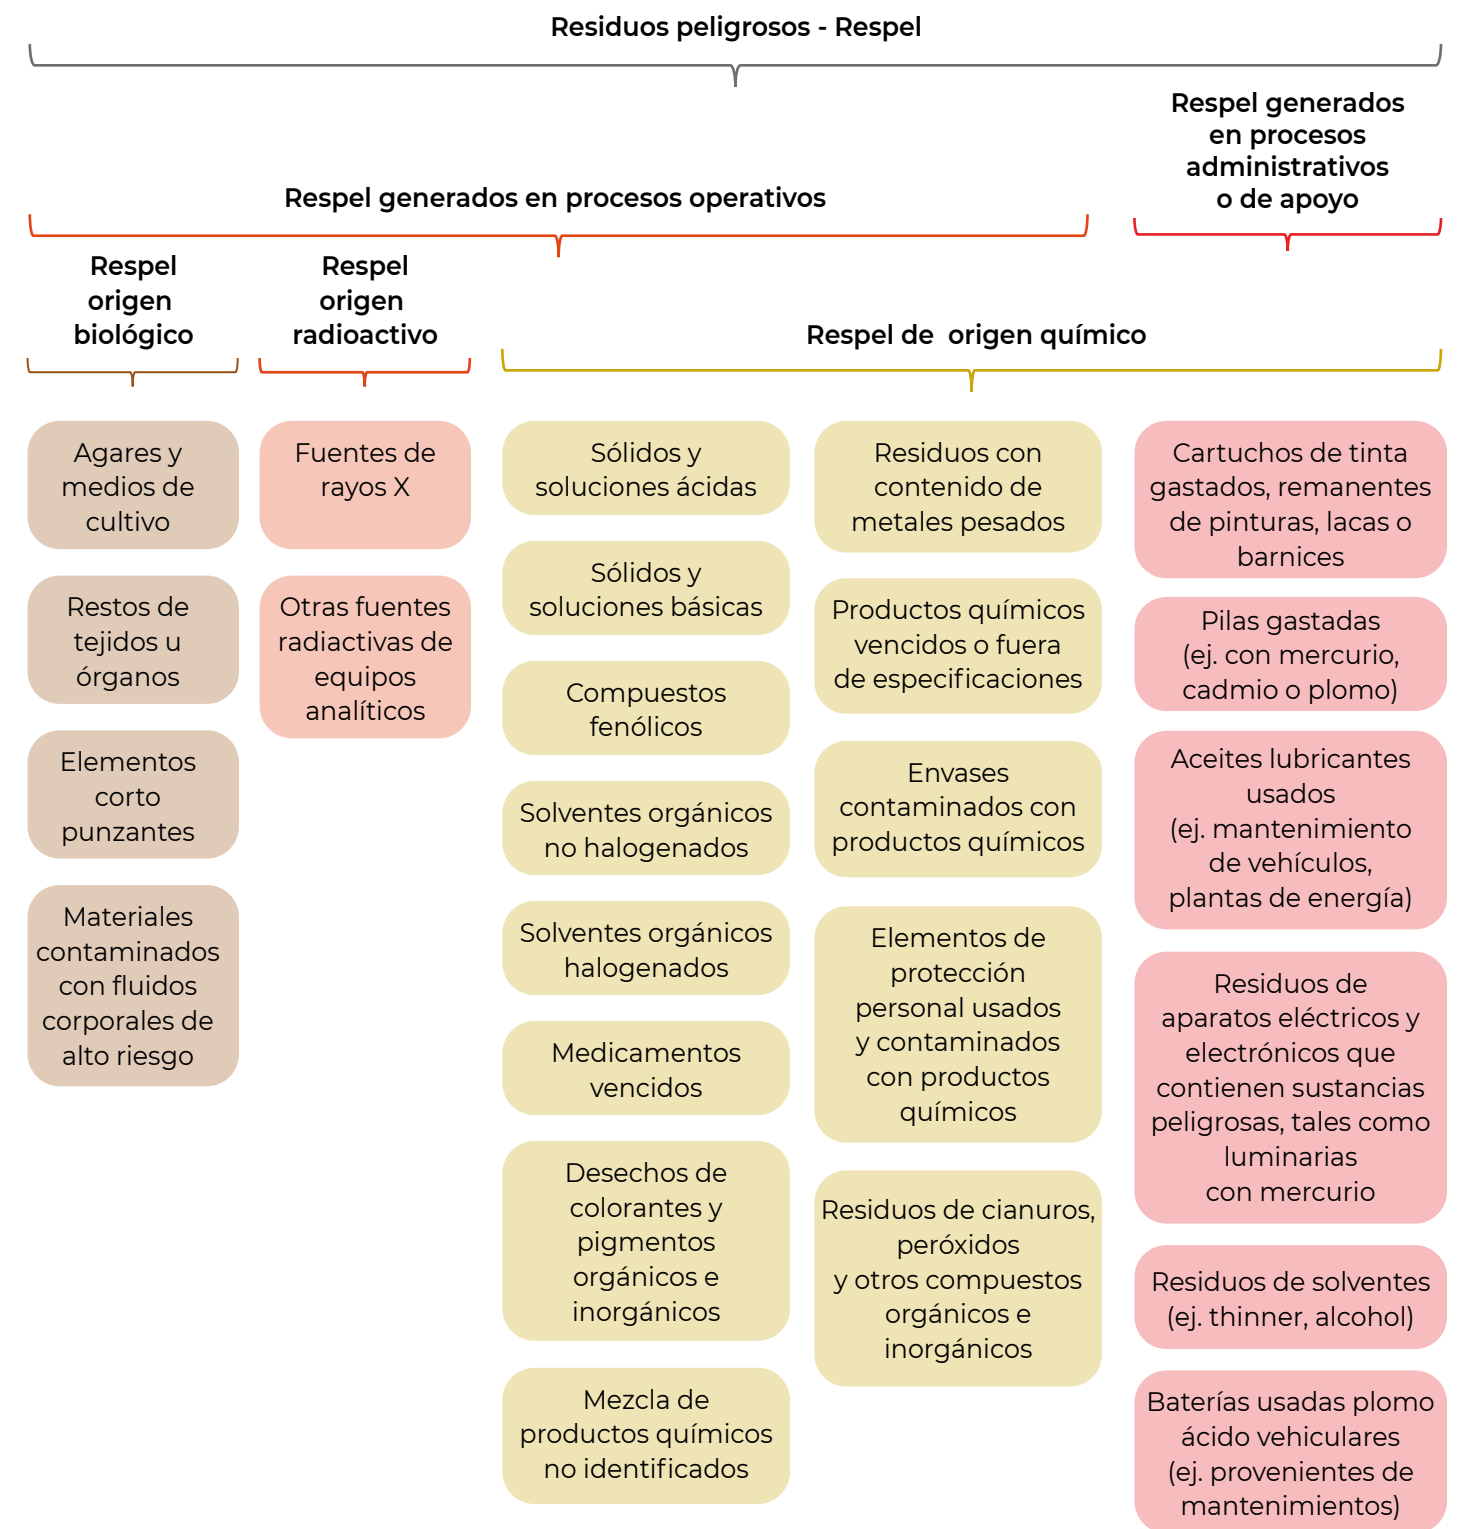 Residuos peligrosos - Respel
Respel generados
en procesos
administrativos
o de apoyo
Respel generados en procesos operativos
Respel
origen
biológico
Respel
origen
radioactivo
Respel de  origen químico
Agares y
medios de
cultivo
Restos de
tejidos u
órganos
Elementos
corto
punzantes
Materiales
contaminados
con fluidos
corporales de
alto riesgo
Fuentes de
rayos X
Otras fuentes
radiactivas de
equipos
analíticos
Sólidos y
soluciones ácidas
Sólidos y
soluciones básicas
Compuestos
fenólicos
Solventes orgánicos
no halogenados
Solventes orgánicos
halogenados
Medicamentos
vencidos
Desechos de
colorantes y
pigmentos
orgánicos e
inorgánicos
Mezcla de
productos químicos
no identificados
Residuos con
contenido de
metales pesados
Productos químicos
vencidos o fuera
de especificaciones
Envases
contaminados con
productos químicos
Elementos de
protección
personal usados
y contaminados
con productos
químicos
Residuos de cianuros,
peróxidos
y otros compuestos
orgánicos e
inorgánicos
Cartuchos de tinta
gastados, remanentes
de pinturas, lacas o
barnices
Pilas gastadas
(ej. con mercurio,
cadmio o plomo)
Aceites lubricantes
usados
(ej. mantenimiento
de vehículos,
plantas de energía)
Residuos de
aparatos eléctricos y
electrónicos que
contienen sustancias
peligrosas, tales como
luminarias
con mercurio
Residuos de solventes
(ej. thinner, alcohol)
Baterías usadas plomo
ácido vehiculares
(ej. provenientes de
mantenimientos)